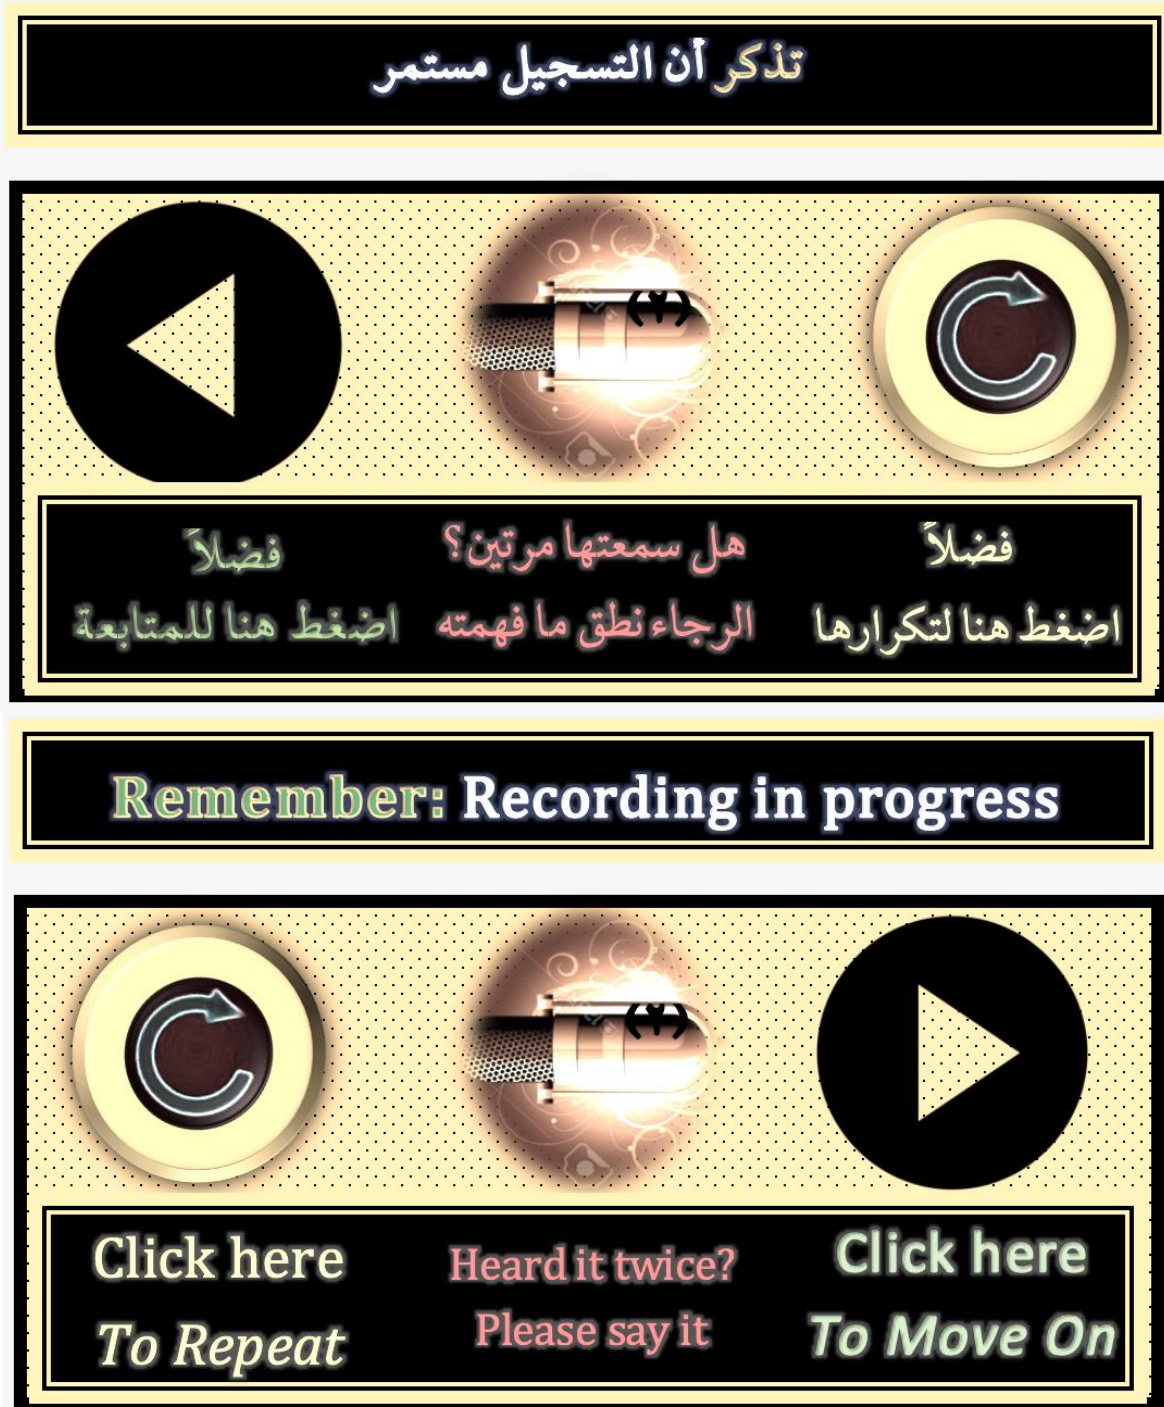 تذكر أن التسجيل مستمر
(٢)
فضلاً
اضغط هنا لتكرارها
هل سمعتها مرتين؟
الرجاء نطق ما فهمته
فضلاً
اضغط هنا للمتابعة
Remember: Recording in progress
(٢)
Click here
To Repeat
Heard it twice?
Please say it
Click here
To Move On